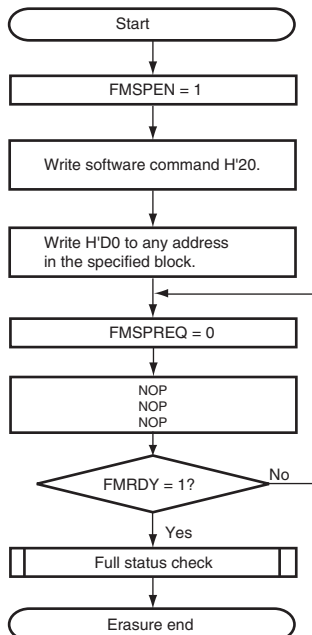 Start
FMSPEN = 1
Write software command H'20.
Write H'D0 to any address
in the specified block.
FMSPREQ = 0
NOP
NOP
NOP
FMRDY = 1?
No
Yes
Full status check
Erasure end